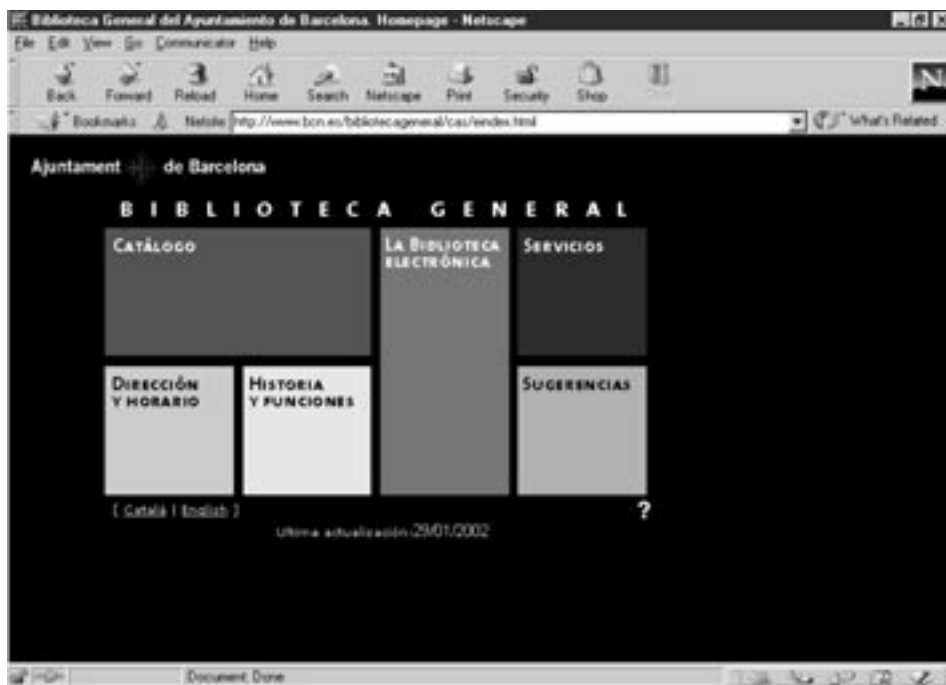 Biblioteca General del Ayuntamiento de Barcelona. Homepage - Netscape
File Edit View Go Communicator Help
Back Forward Reload Home Search Netscape Print Security Shop
Bookmarks Netsite http://www.bcn.es/bibliotecageneral/cas/eindex.html What's Related
Ajuntament de Barcelona
BIBLIOTECA GENERAL
CATÁLOGO
LA BIBLIOTECA
ELECTRÓNICA
SERVICIOS
DIRECCIÓN
Y HORARIO
HISTORIA
Y FUNCIONES
SUGERENCIAS
[ Català | English ]
?
Ultima actualización:29/01/2002
Document: Done